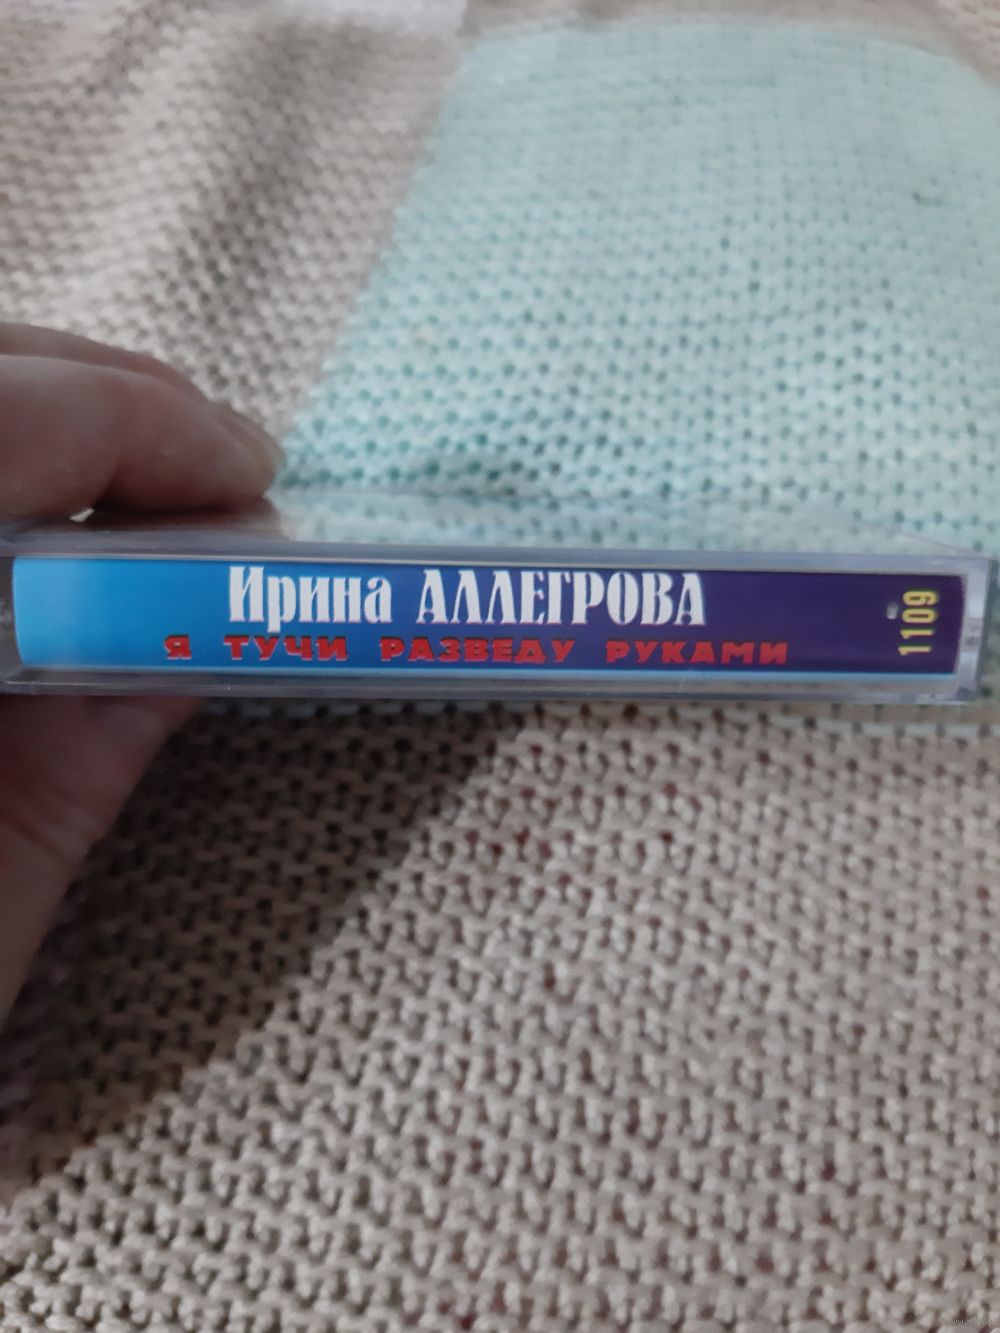 Ирина АЛЛЕГРОВА
Я ТУЧИ РАЗВЕДУ РУКАМИ
1109